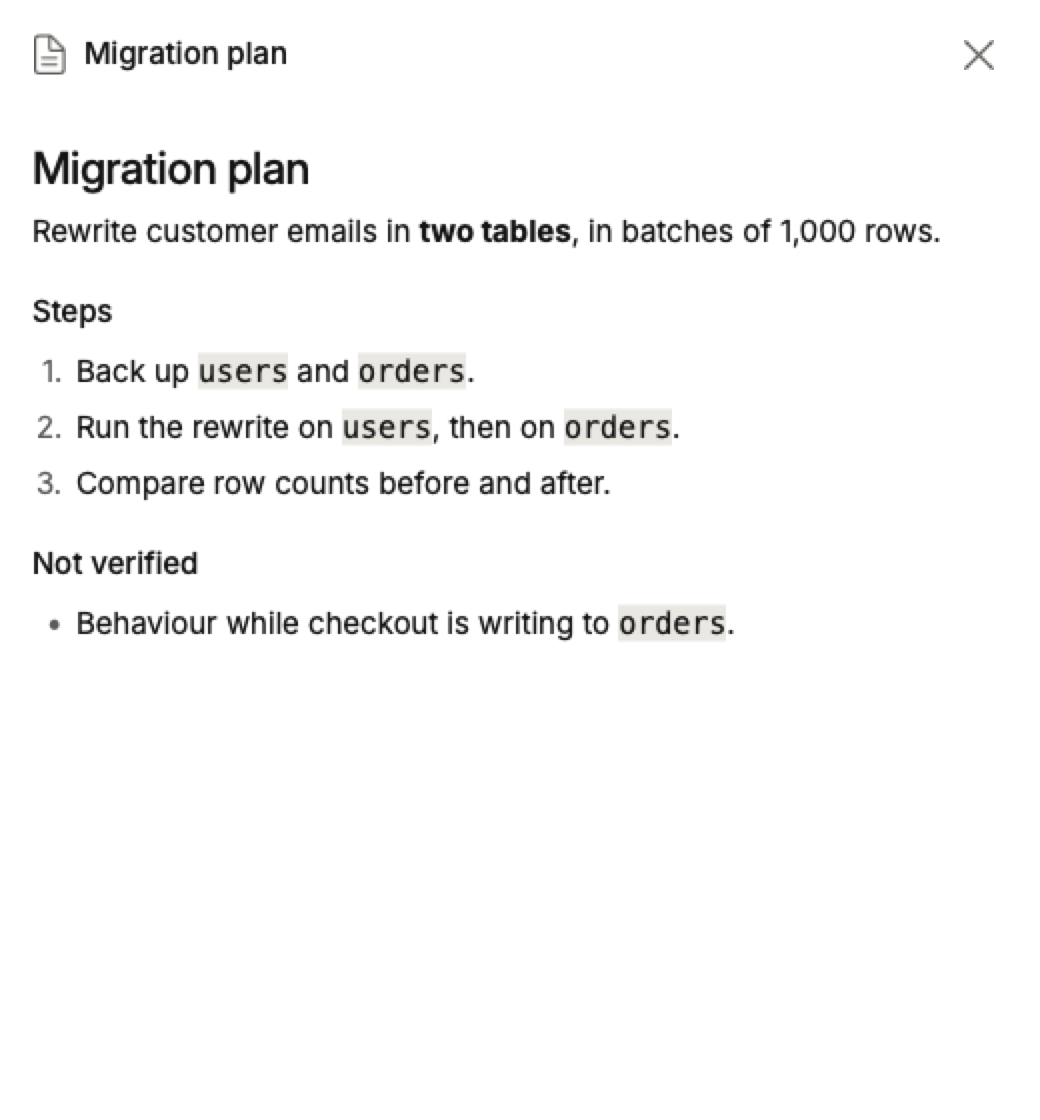 Migration plan
Migration plan
Rewrite customer emails in two tables, in batches of 1,000 rows.
Steps
1. Back up users and orders.
2. Run the rewrite on users, then on orders.
3. Compare row counts before and after.
Not verified
• Behaviour while checkout is writing to orders.